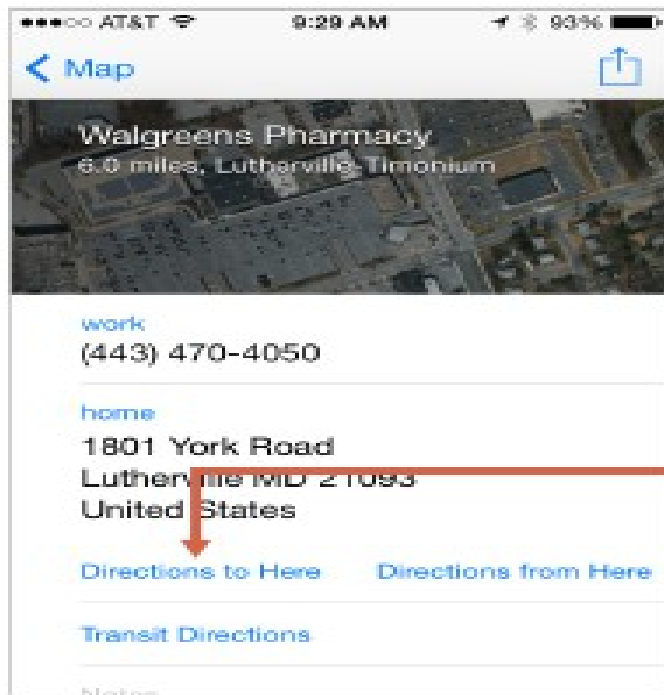 AT&T 9:29 AM 93%
Map
Walgreens Pharmacy
6.0 miles, Lutherville-Timonium
work
(443) 470-4050
home
1801 York Road
Lutherville MD 21093
United States
Directions to Here Directions from Here
Transit Directions
Notes